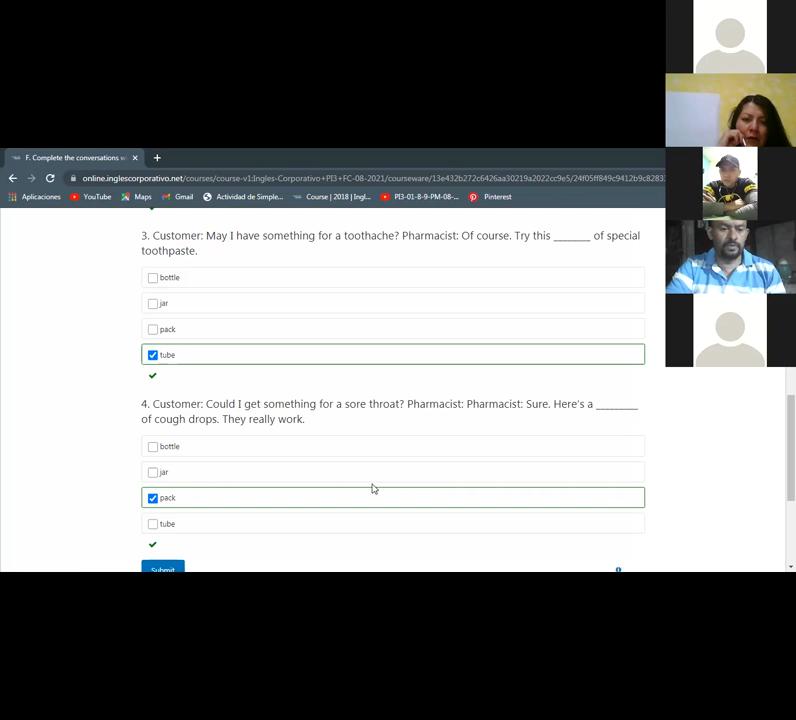 F. Complete the conversations w
online.inglescorporativo.net/courses/course-v1:Ingles-Corporativo+PI3+FC-08-2021/courseware/13e432b272c6426aa30219a2022cc9e5/24f05ff849c9412b9c8283
Aplicaciones YouTube Maps Gmail Actividad de Simple... Course | 2018 | Ingl... PI3-01-8-9-PM-08-... Pinterest
3. Customer: May I have something for a toothache? Pharmacist: Of course. Try this _______ of special
toothpaste.
bottle
jar
pack
tube
4. Customer: Could I get something for a sore throat? Pharmacist: Pharmacist: Sure. Here's a ________
of cough drops. They really work.
bottle
jar
pack
tube
Submit